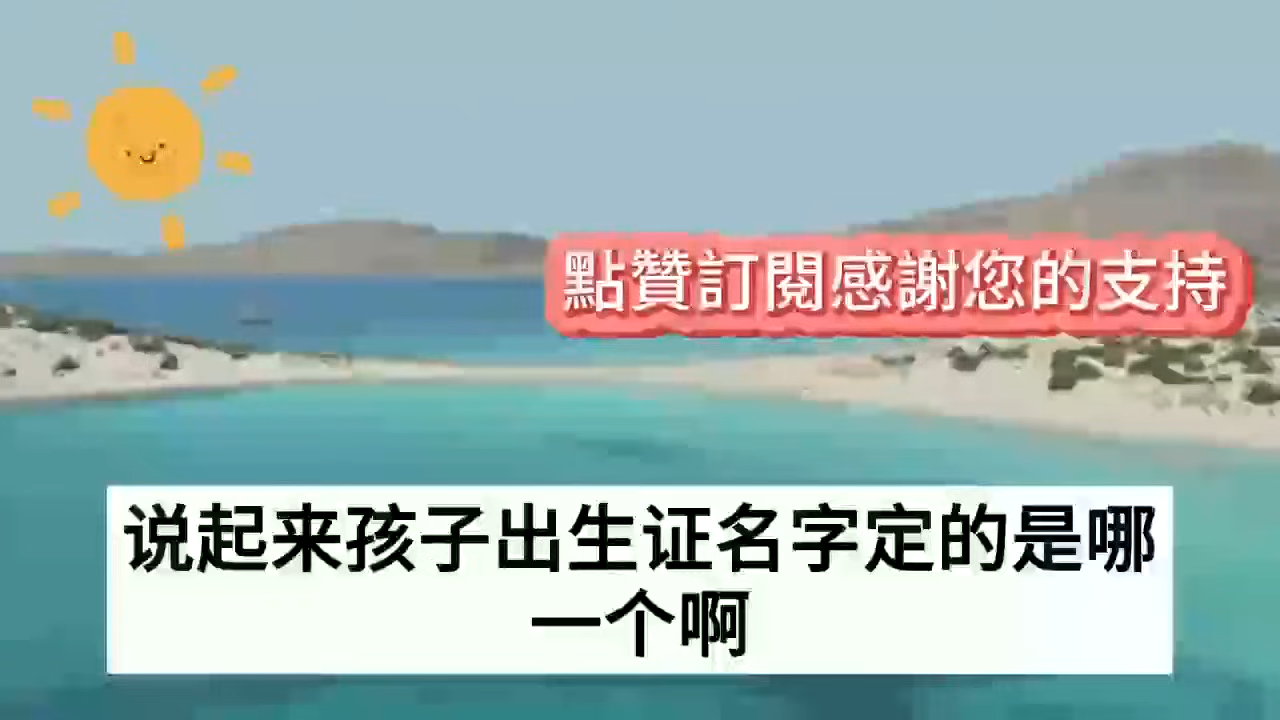 點贊訂閱感謝您的支持
说起来孩子出生证名字定的是哪
一个啊